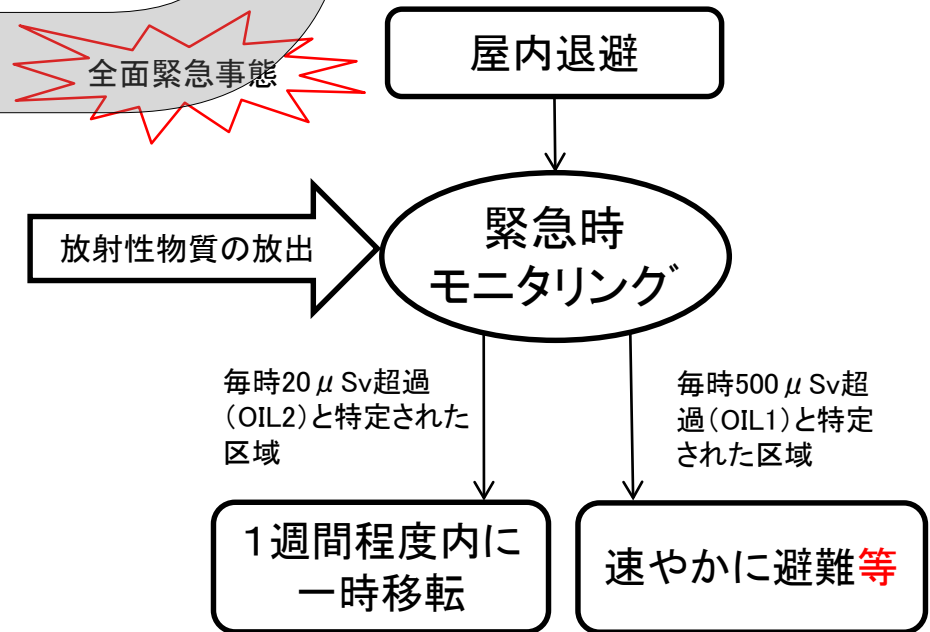 全面緊急事態
屋内退避
放射性物質の放出
緊急時
モニタリング
毎時20μSv超過
(OIL2)と特定された
区域
毎時500μSv超
過(OIL1)と特定
された区域
1週間程度内に
一時移転
速やかに避難等